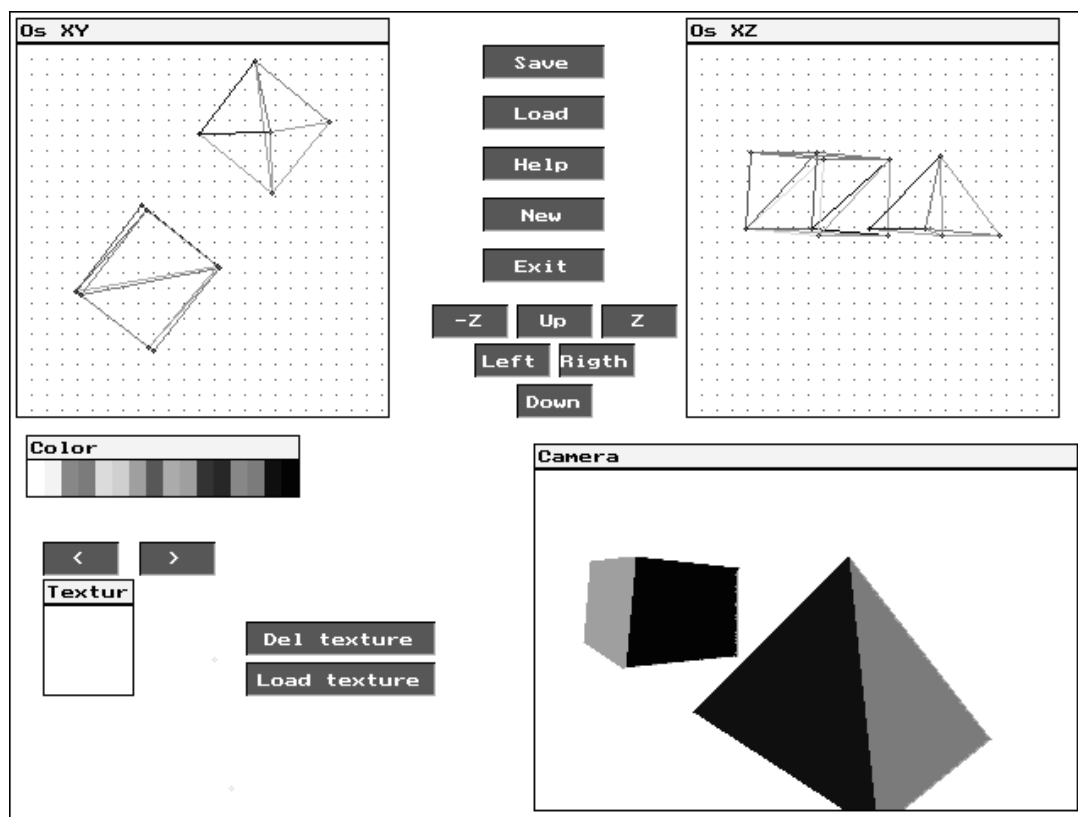 Os XY
Os XZ
Save
Load
Help
New
Exit
-Z Up Z
Left Rigth
Down
Color
Camera
< >
Textur
Del texture
Load texture